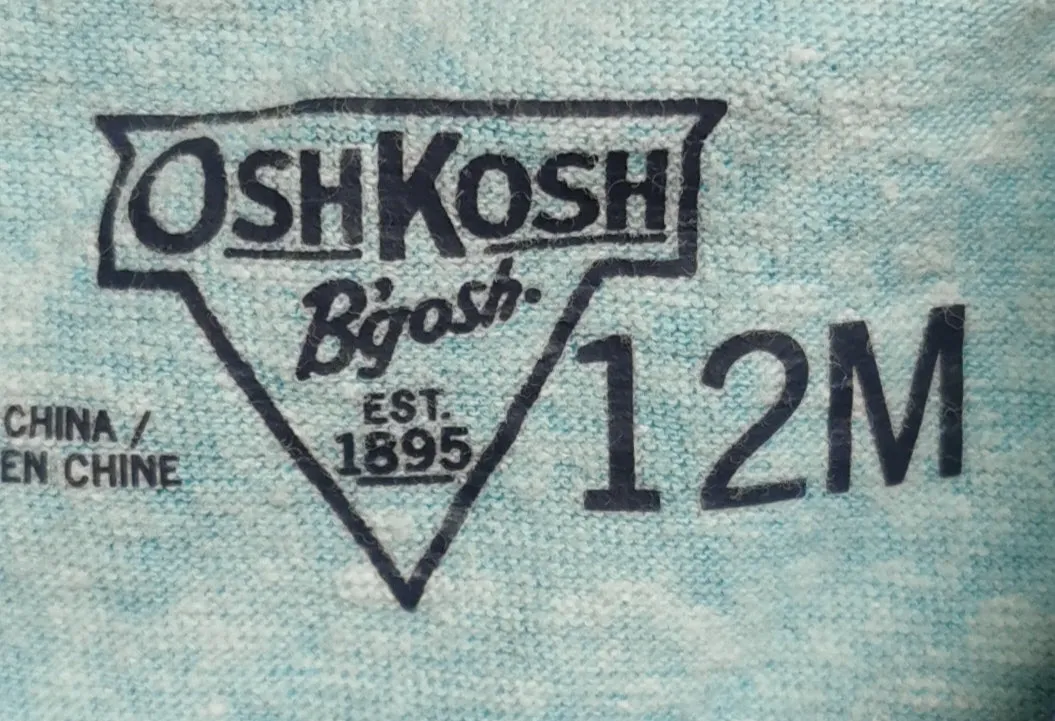 OSHKOSH
B'gosh.
EST.
1895
12M
CHINA /
EN CHINE